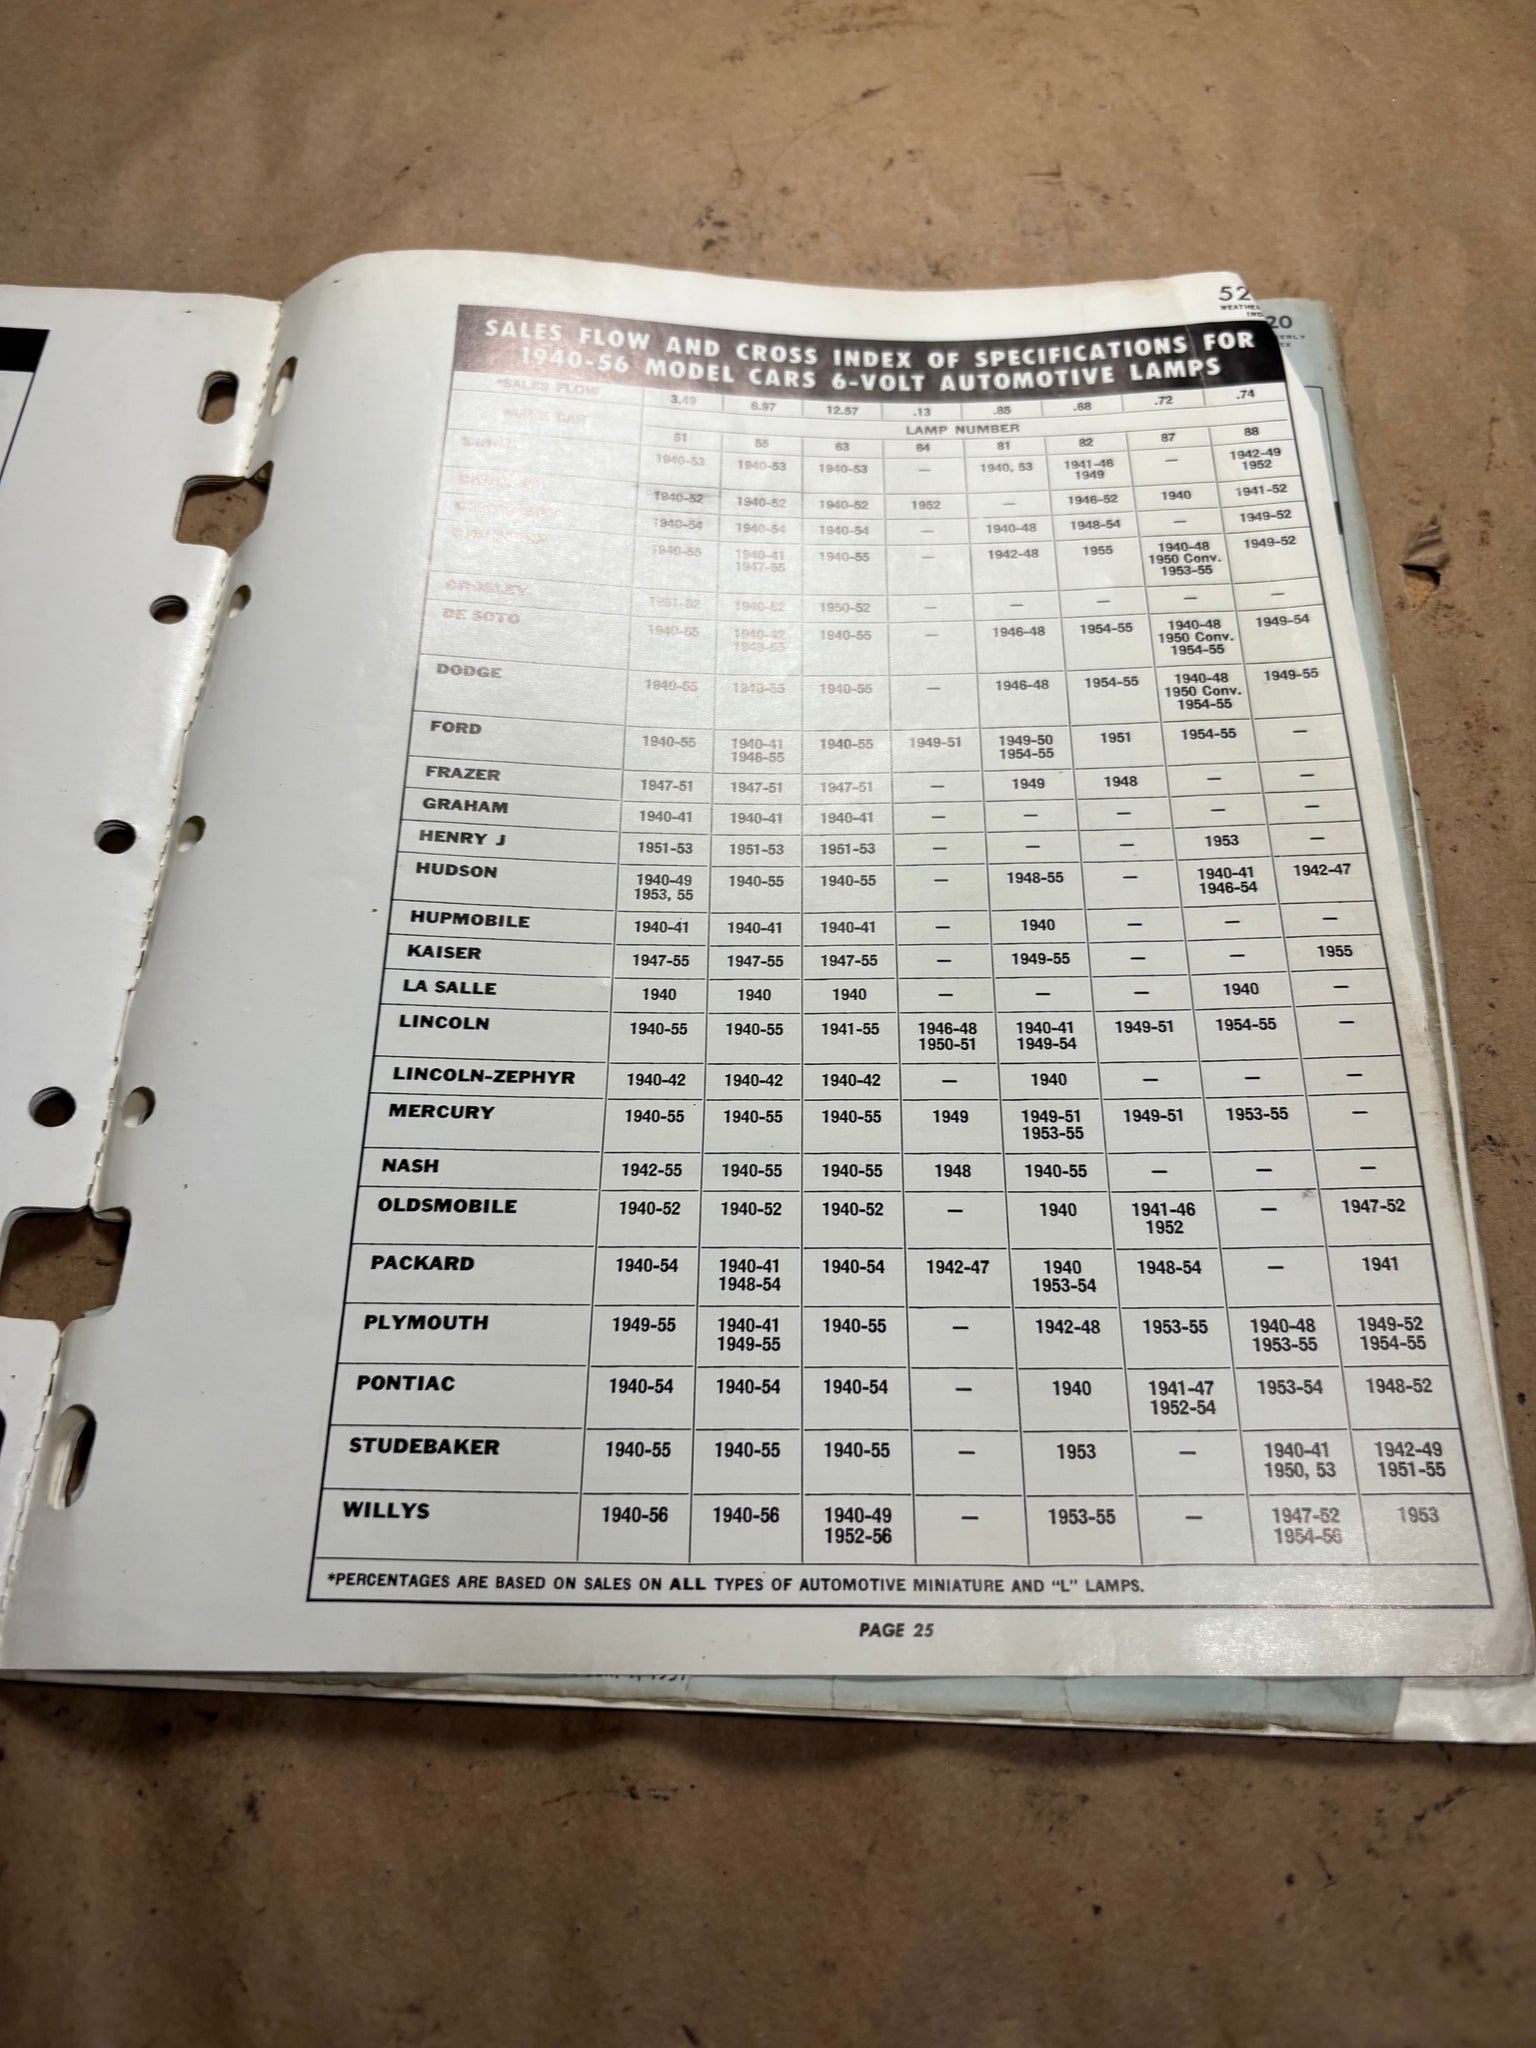 52
WEATHER
IND
20
ERLY
EX
SALES FLOW AND CROSS INDEX OF SPECIFICATIONS FOR
1940-56 MODEL CARS 6-VOLT AUTOMOTIVE LAMPS
*SALES FLOW 3.49 6.97 12.57 .13 .85 .68 .72 .74
MAKE CAR LAMP NUMBER
51 55 63 84 81 82 87 88
BUICK 1940-53 1940-53 1940-53 — 1940, 53 1941-46 — 1942-49
1949 1952
CADILLAC 1940-52 1940-52 1940-52 1952 — 1946-52 1940 1941-52
CHEVROLET 1940-54 1940-54 1940-54 — 1940-48 1948-54 — 1949-52
CHRYSLER 1940-55 1940-41 1940-55 — 1942-48 1955 1940-48 1949-52
1947-55 1950 Conv.
1953-55
CROSLEY 1951-52 1940-52 1950-52 — — — — —
DE SOTO 1940-55 1940-42 1940-55 — 1946-48 1954-55 1940-48 1949-54
1950 Conv.
1954-55
DODGE 1940-55 1940-55 — 1946-48 1954-55 1940-48 1949-55
1950 Conv.
1954-55
FORD 1940-55 1940-41 1940-55 1949-51 1949-50 1951 1954-55 —
1946-55 1954-55
FRAZER 1947-51 1947-51 1947-51 — 1949 1948 — —
GRAHAM 1940-41 1940-41 1940-41 — — — — —
HENRY J 1951-53 1951-53 1951-53 — — — 1953 —
HUDSON 1940-49 1940-55 1940-55 — 1948-55 — 1940-41 1942-47
1953, 55 1946-54
HUPMOBILE 1940-41 1940-41 1940-41 — 1940 — — —
KAISER 1947-55 1947-55 1947-55 — 1949-55 — — 1955
LA SALLE 1940 1940 1940 — — — 1940 —
LINCOLN 1940-55 1940-55 1941-55 1946-48 1940-41 1949-51 1954-55 —
1950-51 1949-54
LINCOLN-ZEPHYR 1940-42 1940-42 1940-42 — 1940 — — —
MERCURY 1940-55 1940-55 1940-55 1949 1949-51 1949-51 1953-55 —
1953-55
NASH 1942-55 1940-55 1940-55 1948 1940-55 — — —
OLDSMOBILE 1940-52 1940-52 1940-52 — 1940 1941-46 — 1947-52
1952
PACKARD 1940-54 1940-41 1940-54 1942-47 1940 1948-54 — 1941
1948-54 1953-54
PLYMOUTH 1949-55 1940-41 1940-55 — 1942-48 1953-55 1940-48 1949-52
1949-55 1953-55 1954-55
PONTIAC 1940-54 1940-54 1940-54 — 1940 1941-47 1953-54 1948-52
1952-54
STUDEBAKER 1940-55 1940-55 1940-55 — 1953 — 1940-41 1942-49
1950, 53 1951-55
WILLYS 1940-56 1940-56 1940-49 — 1953-55 — 1947-52 1953
1952-56 1954-56
*PERCENTAGES ARE BASED ON SALES ON ALL TYPES OF AUTOMOTIVE MINIATURE AND "L" LAMPS.
PAGE 25